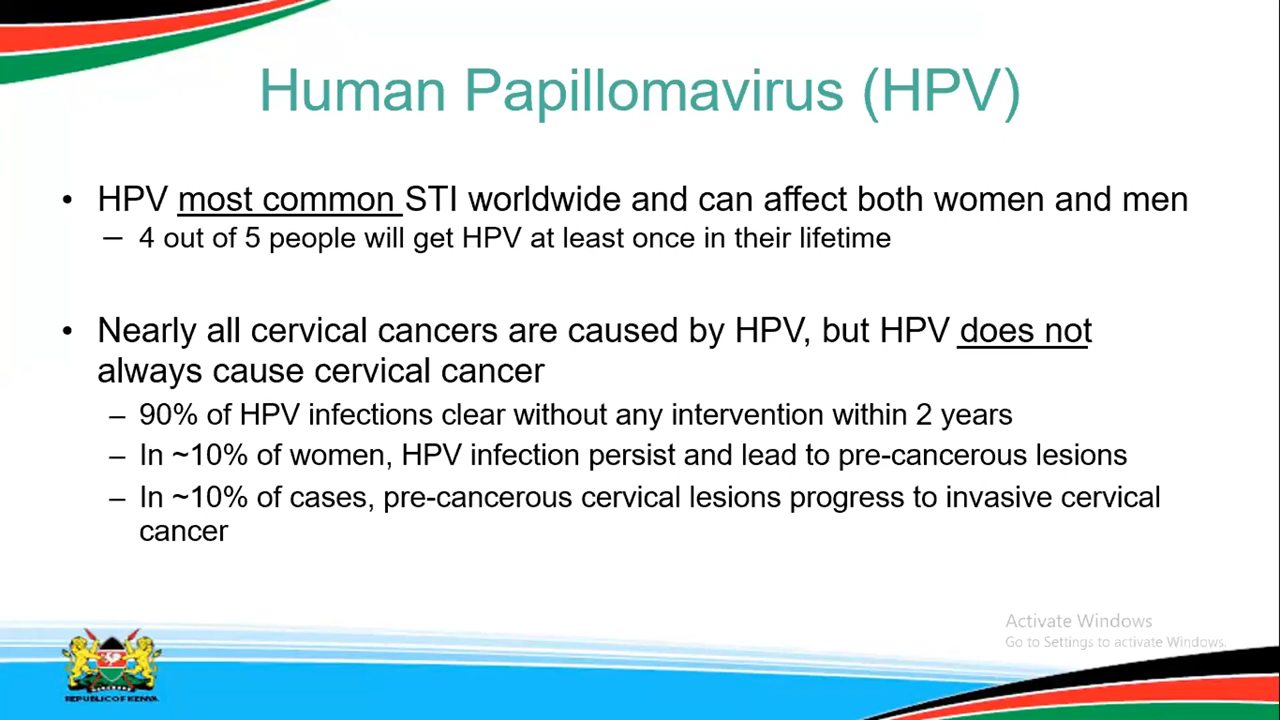 Human Papillomavirus (HPV)
• HPV most common STI worldwide and can affect both women and men
– 4 out of 5 people will get HPV at least once in their lifetime
• Nearly all cervical cancers are caused by HPV, but HPV does not
always cause cervical cancer
– 90% of HPV infections clear without any intervention within 2 years
– In ~10% of women, HPV infection persist and lead to pre-cancerous lesions
– In ~10% of cases, pre-cancerous cervical lesions progress to invasive cervical
cancer
Activate Windows
Go to Settings to activate Windows.
REPUBLIC OF KENYA